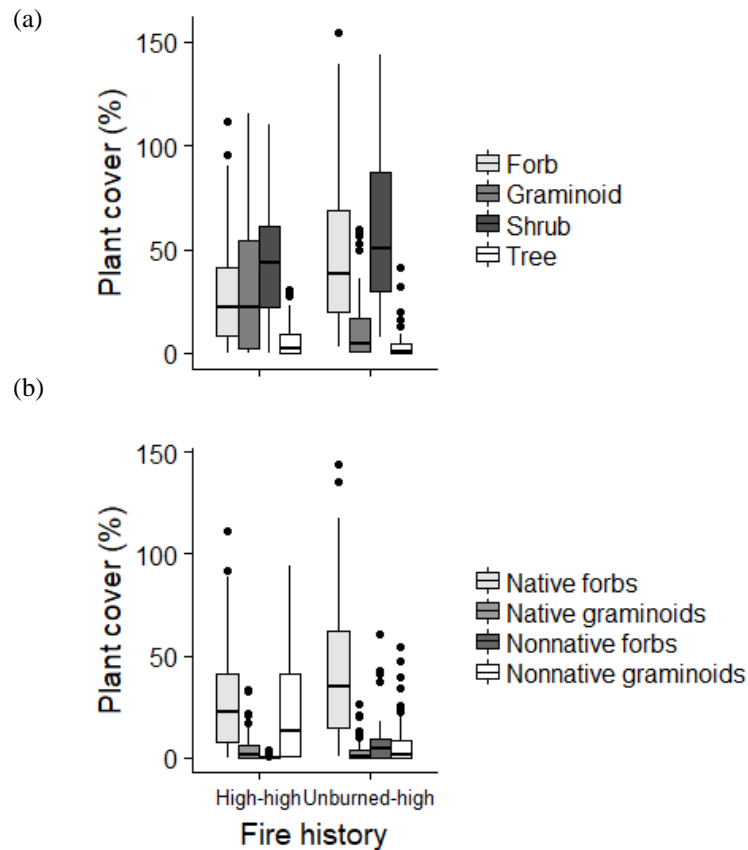 (a)
Plant cover (%)
150
100
50
0
Forb
Graminoid
Shrub
Tree
(b)
Plant cover (%)
150
100
50
0
Native forbs
Native graminoids
Nonnative forbs
Nonnative graminoids
High-high Unburned-high
Fire history